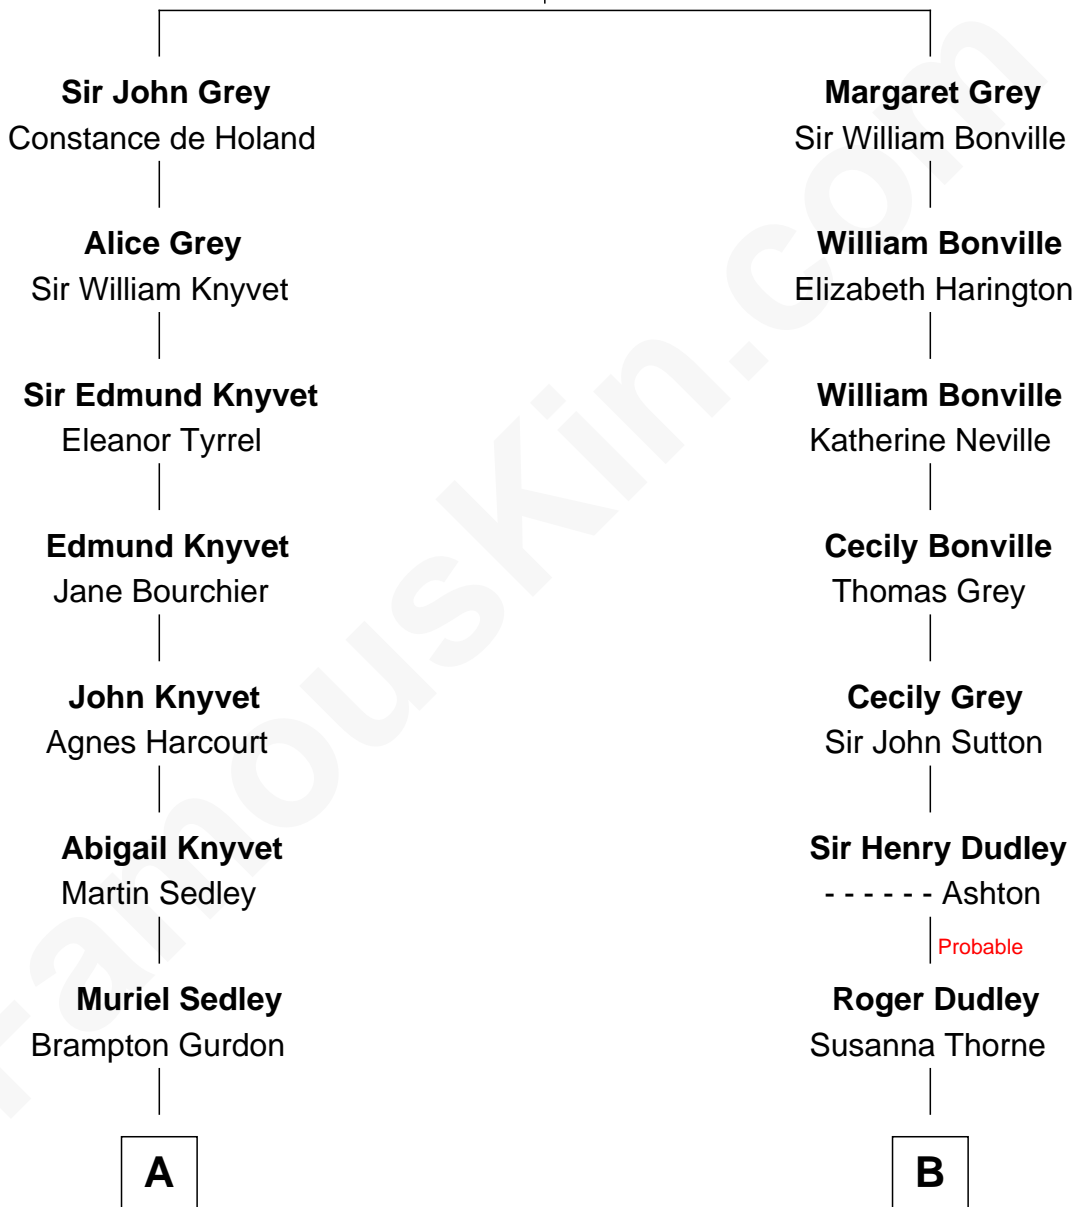 Sir John Grey
Constance de Holand
Alice Grey
Sir William Knyvet
Sir Edmund Knyvet
Eleanor Tyrrel
Edmund Knyvet
Jane Bourchier
John Knyvet
Agnes Harcourt
Abigail Knyvet
Martin Sedley
Muriel Sedley
Brampton Gurdon
A
Margaret Grey
Sir William Bonville
William Bonville
Elizabeth Harington
William Bonville
Katherine Neville
Cecily Bonville
Thomas Grey
Cecily Grey
Sir John Sutton
Sir Henry Dudley
- - - - - - Ashton
Probable
Roger Dudley
Susanna Thorne
B
FamousKin.com